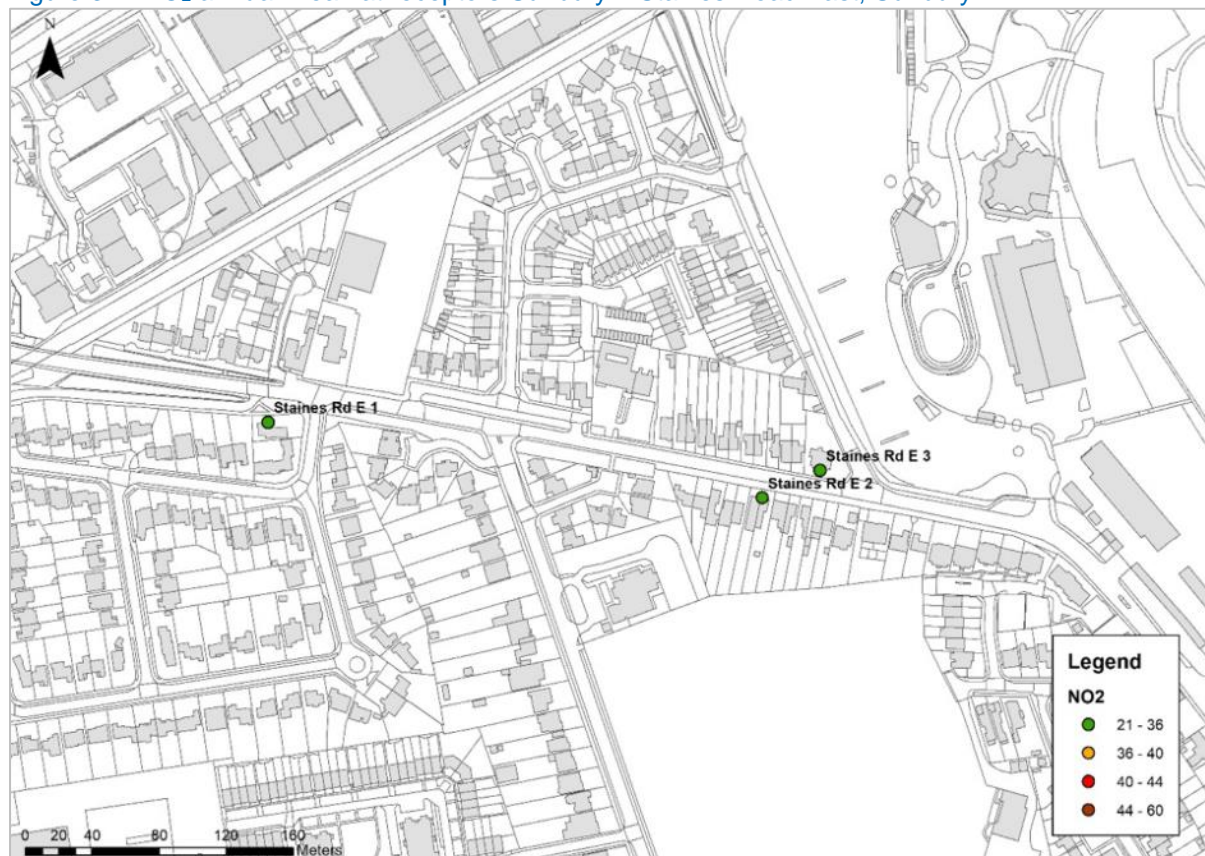 N
Staines Rd E 1
Staines Rd E 3
Staines Rd E 2
Legend
NO2
21 - 36
36 - 40
40 - 44
44 - 60
0 20 40 80 120 160
Meters